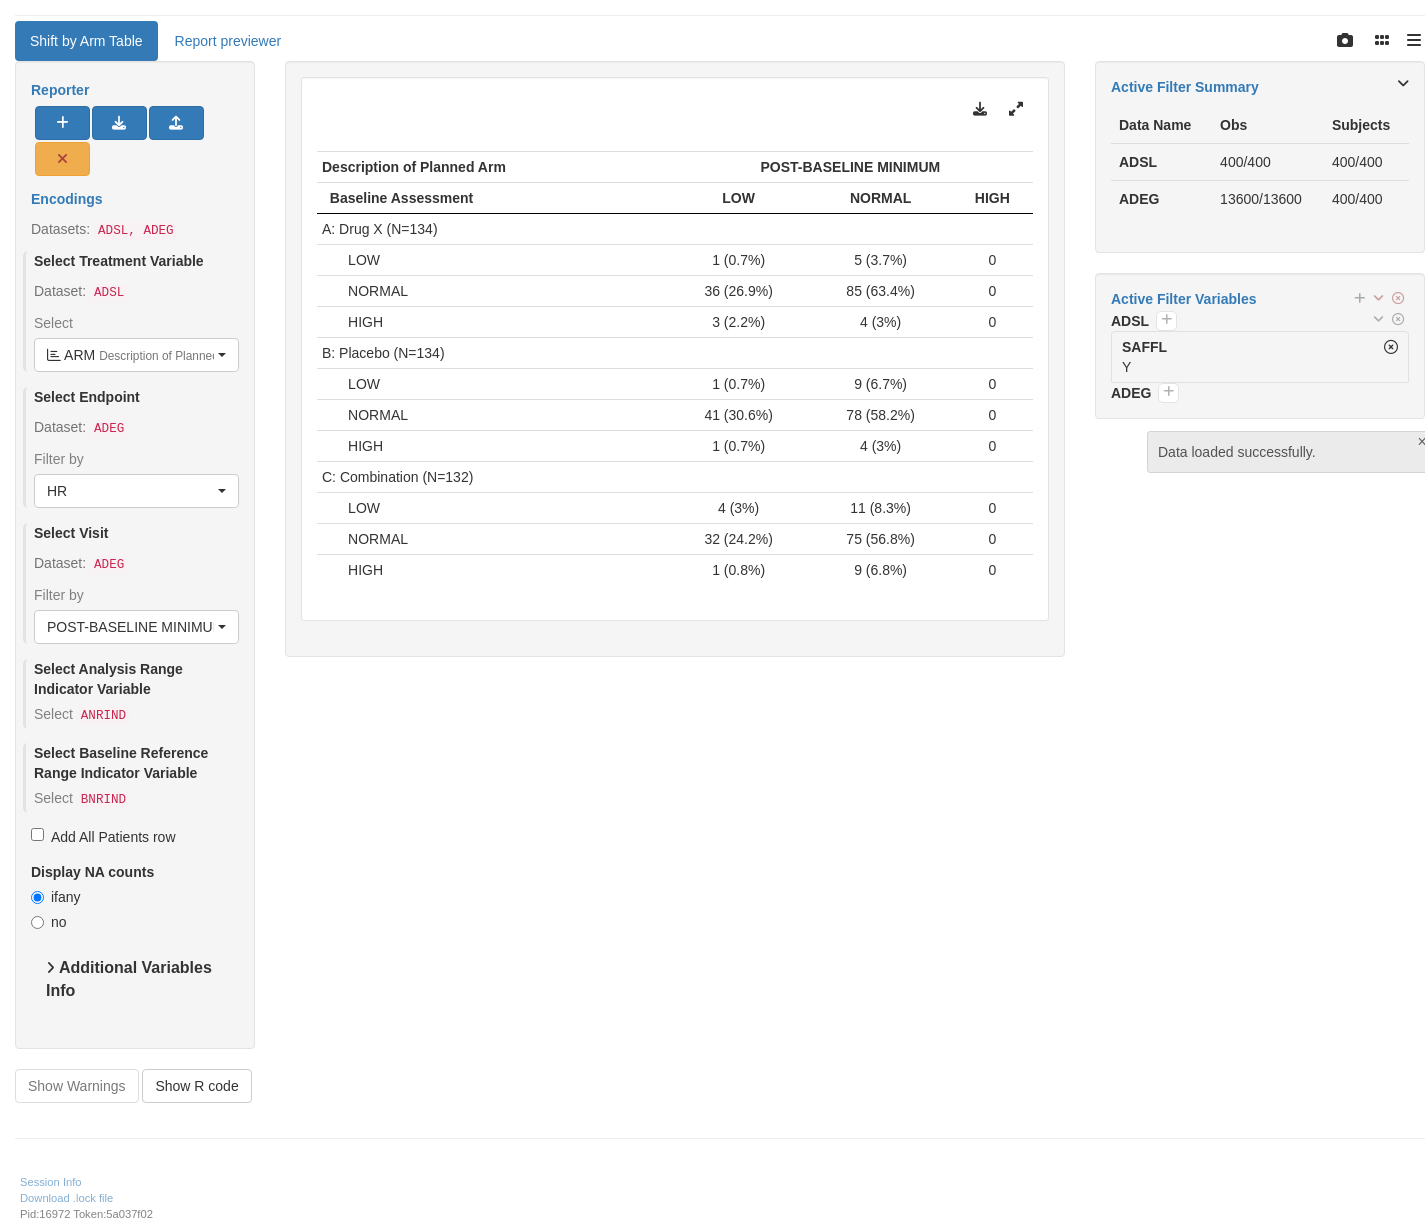 Shift by Arm Table
Report previewer
Reporter
Encodings
Datasets: ADSL, ADEG
Select Treatment Variable
Dataset: ADSL
Select
ARM Description of Planned
Select Endpoint
Dataset: ADEG
Filter by
HR
Select Visit
Dataset: ADEG
Filter by
POST-BASELINE MINIMU
Select Analysis Range
Indicator Variable
Select ANRIND
Select Baseline Reference
Range Indicator Variable
Select BNRIND
Add All Patients row
Display NA counts
ifany
no
Additional Variables
Info
Show Warnings
Show R code
Description of Planned Arm POST-BASELINE MINIMUM
Baseline Assessment LOW NORMAL HIGH
A: Drug X (N=134)
LOW 1 (0.7%) 5 (3.7%) 0
NORMAL 36 (26.9%) 85 (63.4%) 0
HIGH 3 (2.2%) 4 (3%) 0
B: Placebo (N=134)
LOW 1 (0.7%) 9 (6.7%) 0
NORMAL 41 (30.6%) 78 (58.2%) 0
HIGH 1 (0.7%) 4 (3%) 0
C: Combination (N=132)
LOW 4 (3%) 11 (8.3%) 0
NORMAL 32 (24.2%) 75 (56.8%) 0
HIGH 1 (0.8%) 9 (6.8%) 0
Active Filter Summary
Data Name Obs Subjects
ADSL 400/400 400/400
ADEG 13600/13600 400/400
Active Filter Variables
ADSL
SAFFL
Y
ADEG
Data loaded successfully.
Session Info
Download .lock file
Pid:16972 Token:5a037f02